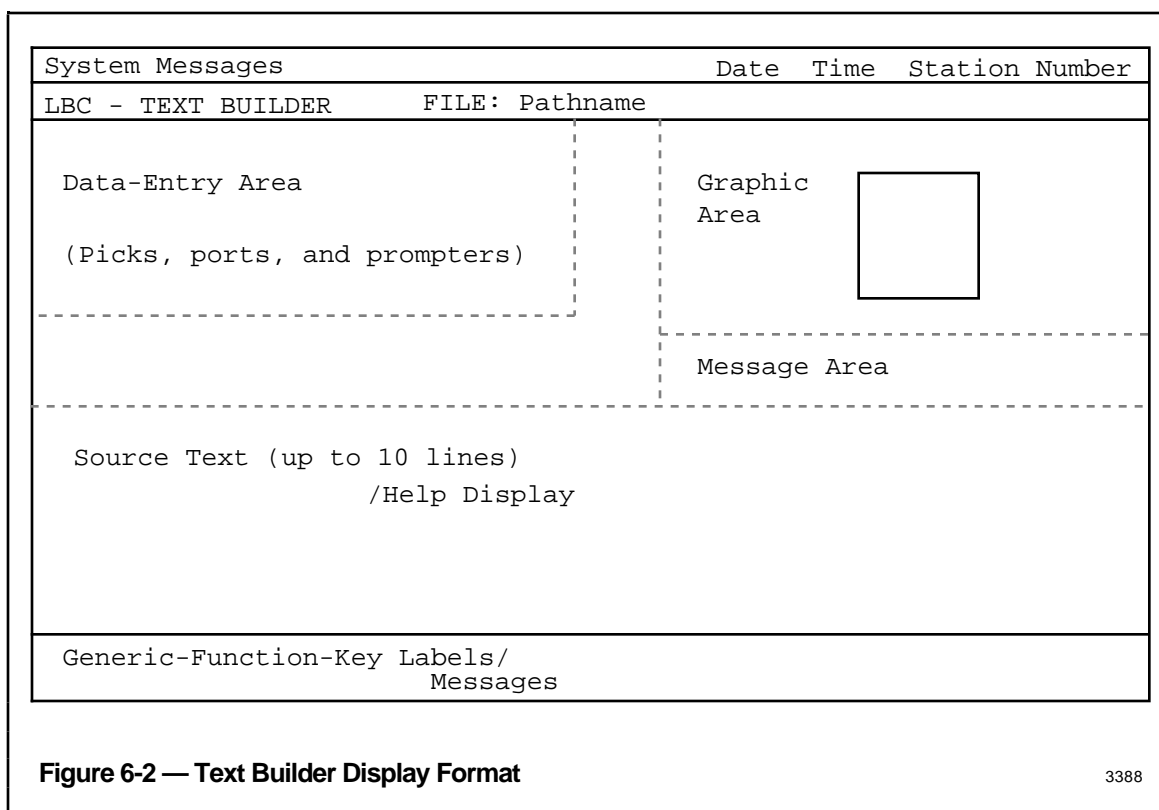 System Messages Date Time Station Number
LBC - TEXT BUILDER FILE: Pathname
Data-Entry Area
(Picks, ports, and prompters)
Graphic
Area
Message Area
Source Text (up to 10 lines)
/Help Display
Generic-Function-Key Labels/
Messages
Figure 6-2 — Text Builder Display Format 3388